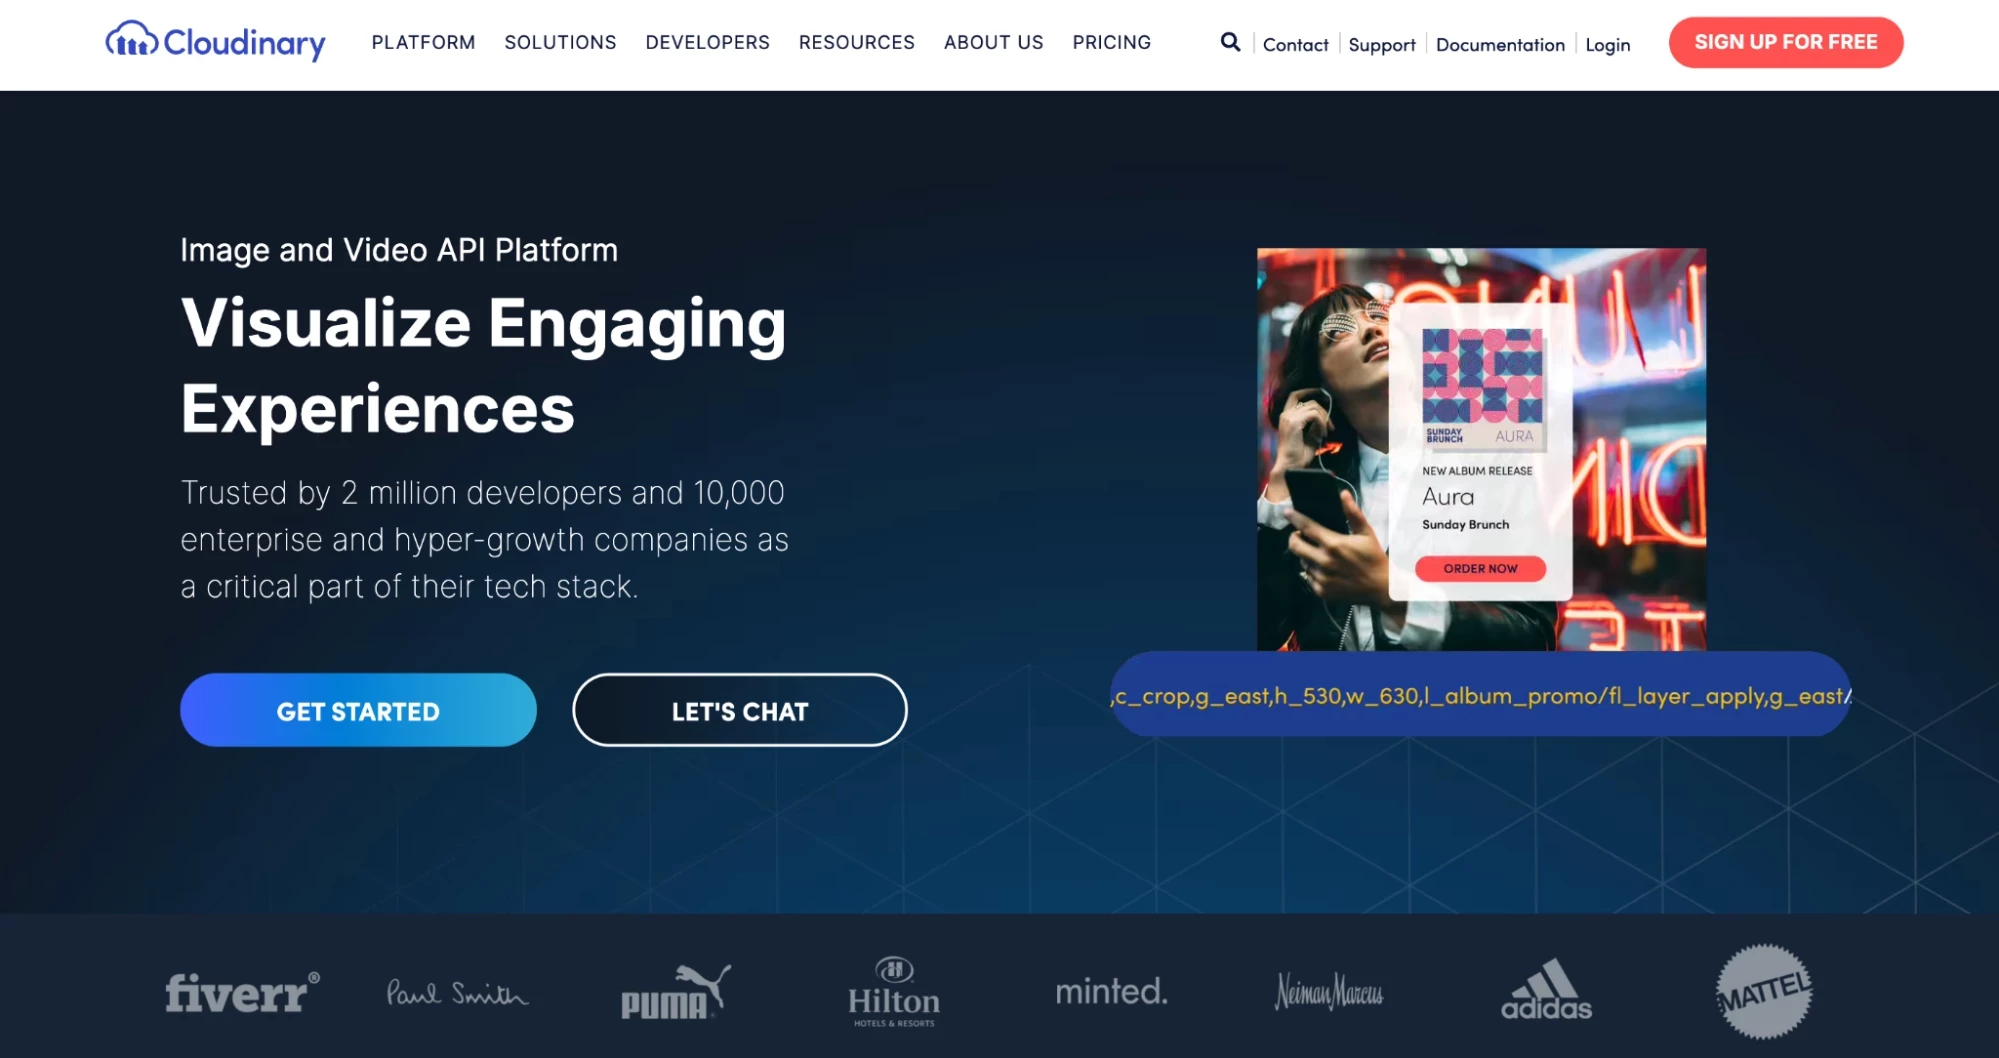 Cloudinary
PLATFORM SOLUTIONS DEVELOPERS RESOURCES ABOUT US PRICING
Contact Support Documentation Login
SIGN UP FOR FREE
Image and Video API Platform
Visualize Engaging
Experiences
Trusted by 2 million developers and 10,000
enterprise and hyper-growth companies as
a critical part of their tech stack.
GET STARTED
LET'S CHAT
SUNDAY
BRUNCH
AURA
NEW ALBUM RELEASE
Aura
Sunday Brunch
ORDER NOW
,c_crop,g_east,h_530,w_630,l_album_promo/fl_layer_apply,g_east/
fiverr®
Paul Smith
PUMA
Hilton
HOTELS & RESORTS
minted.
Neiman Marcus
adidas
MATTEL